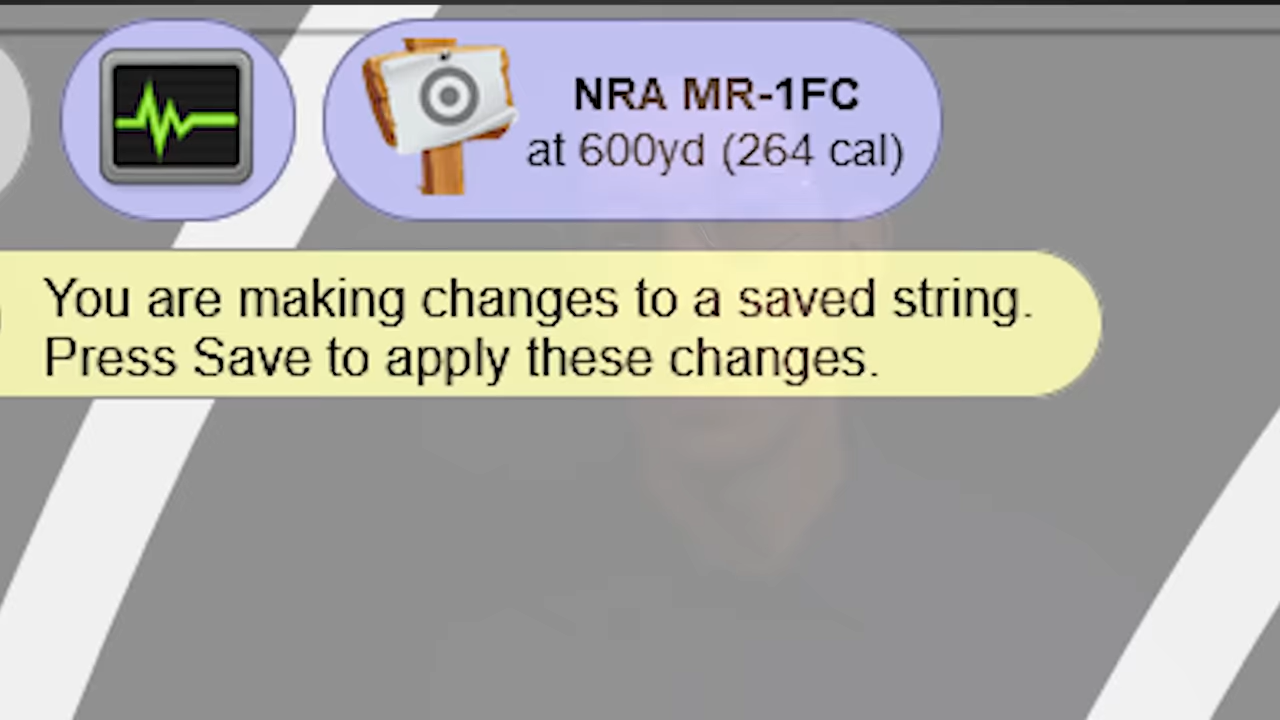 NRA MR-1FC
at 600yd (264 cal)
You are making changes to a saved string.
Press Save to apply these changes.